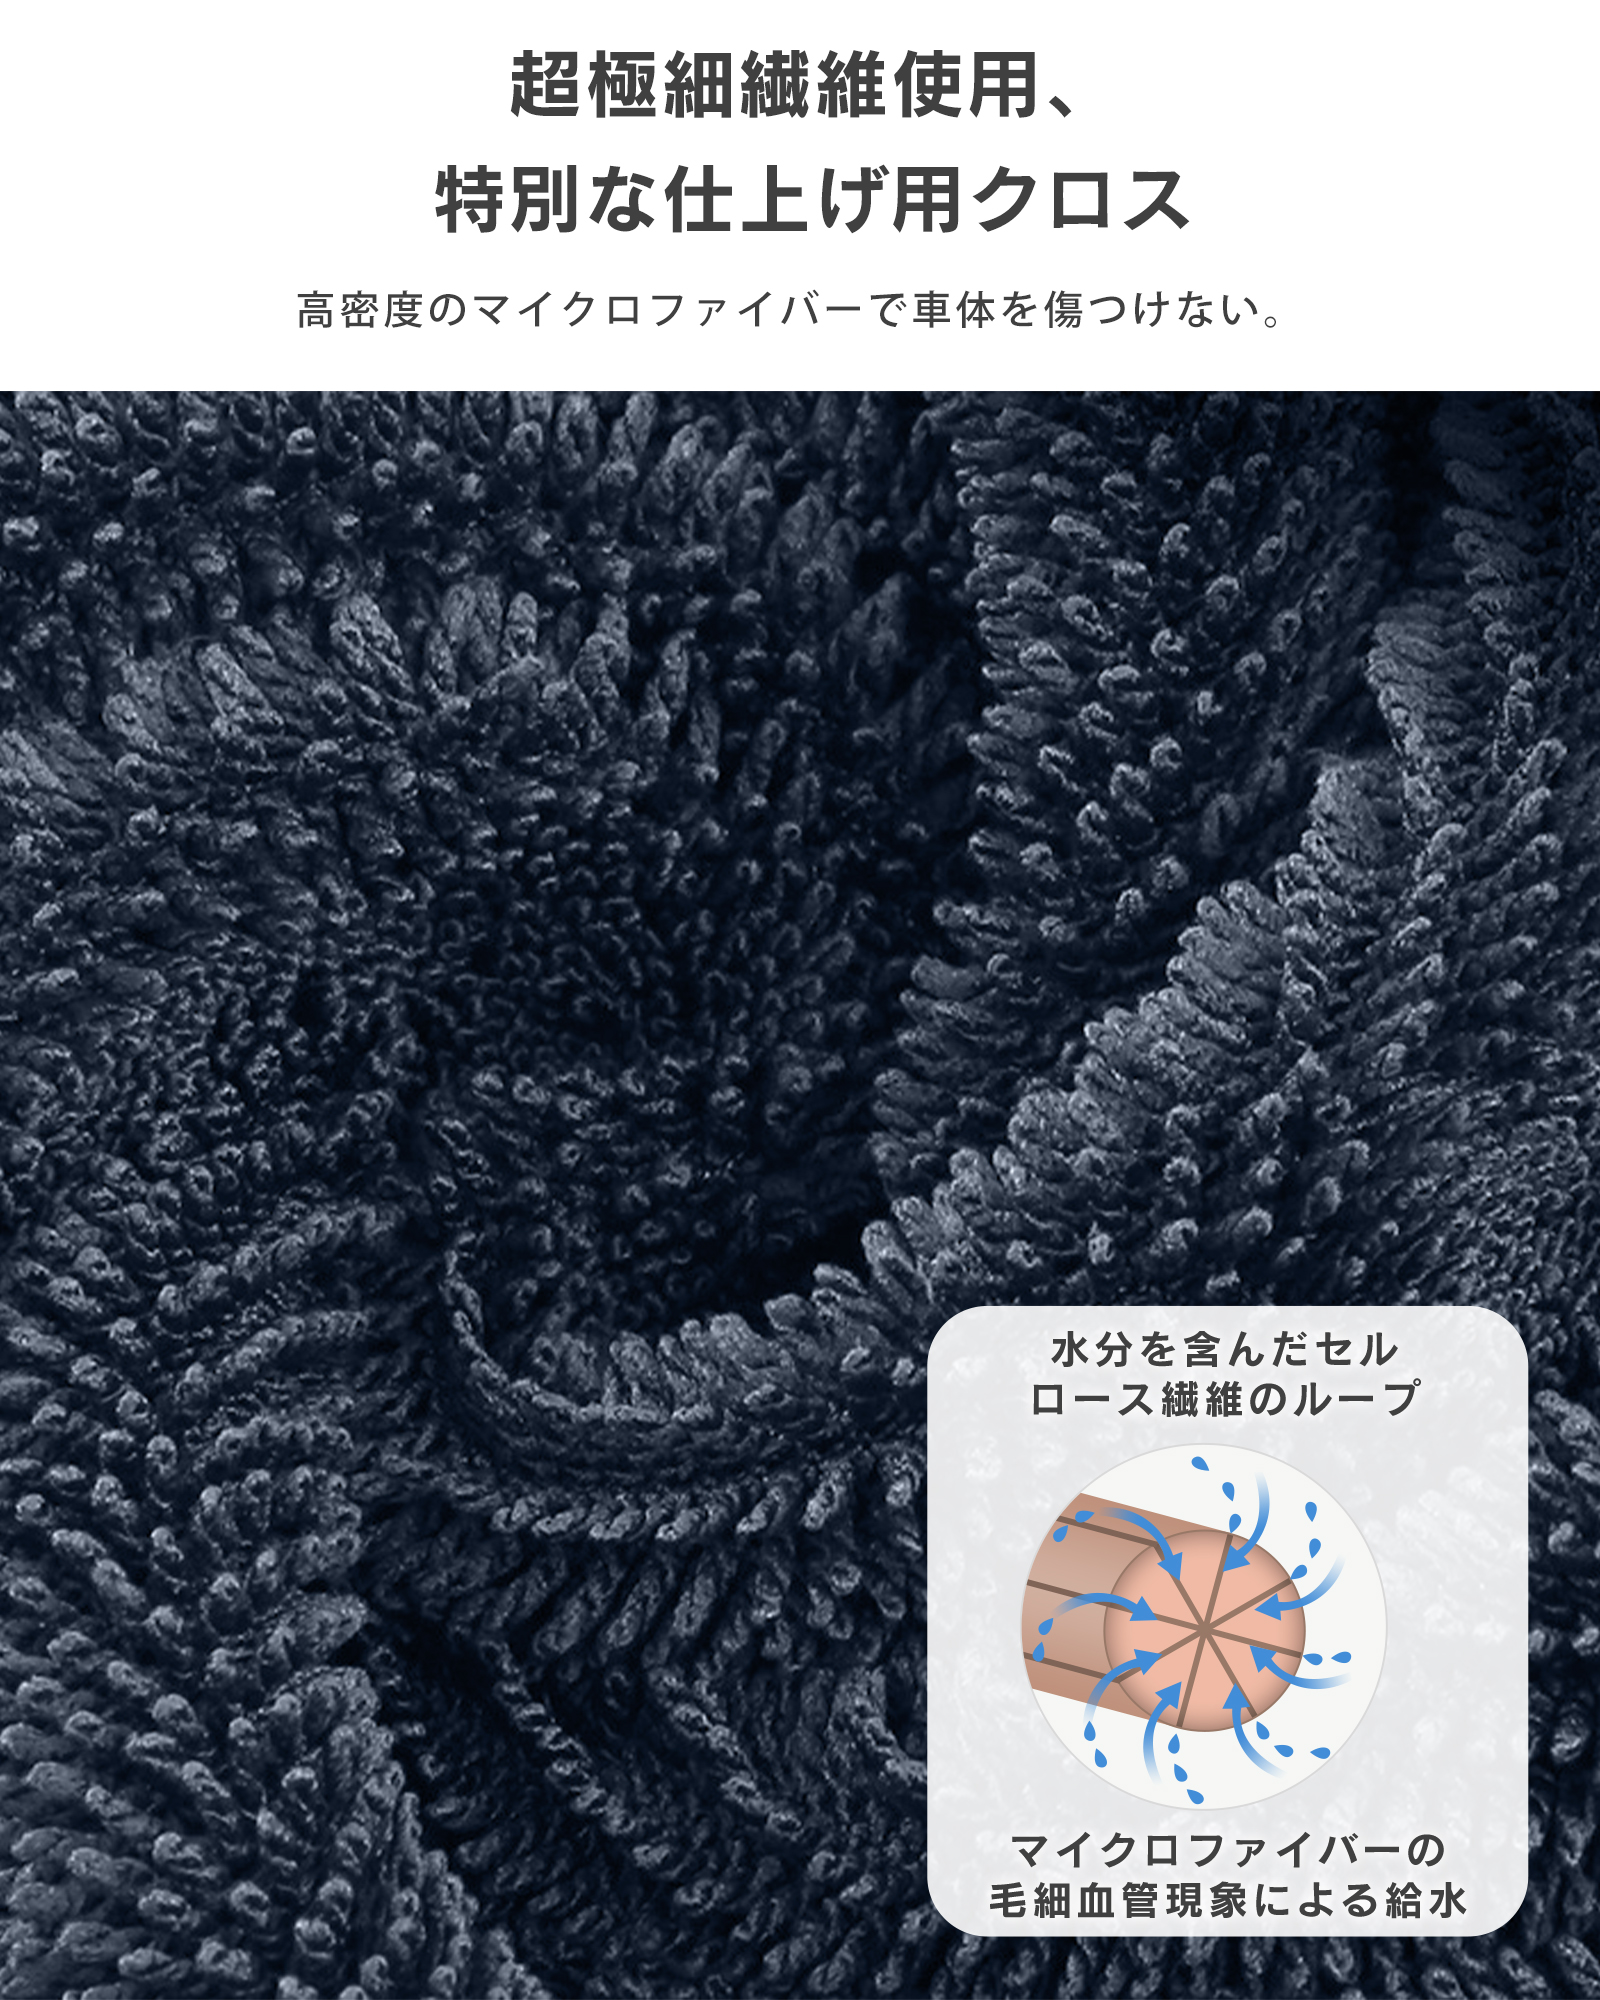 超極細繊維使用、
特別な仕上げ用クロス
高密度のマイクロファイバーで車体を傷つけない。
水分を含んだセル
ロース繊維のループ
マイクロファイバーの
毛細血管現象による給水